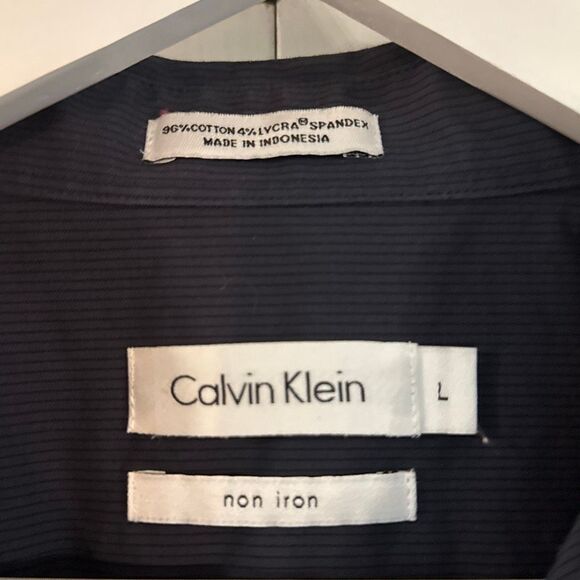 96% COTTON 4% LYCRA® SPANDEX
MADE IN INDONESIA
Calvin Klein
L
non iron